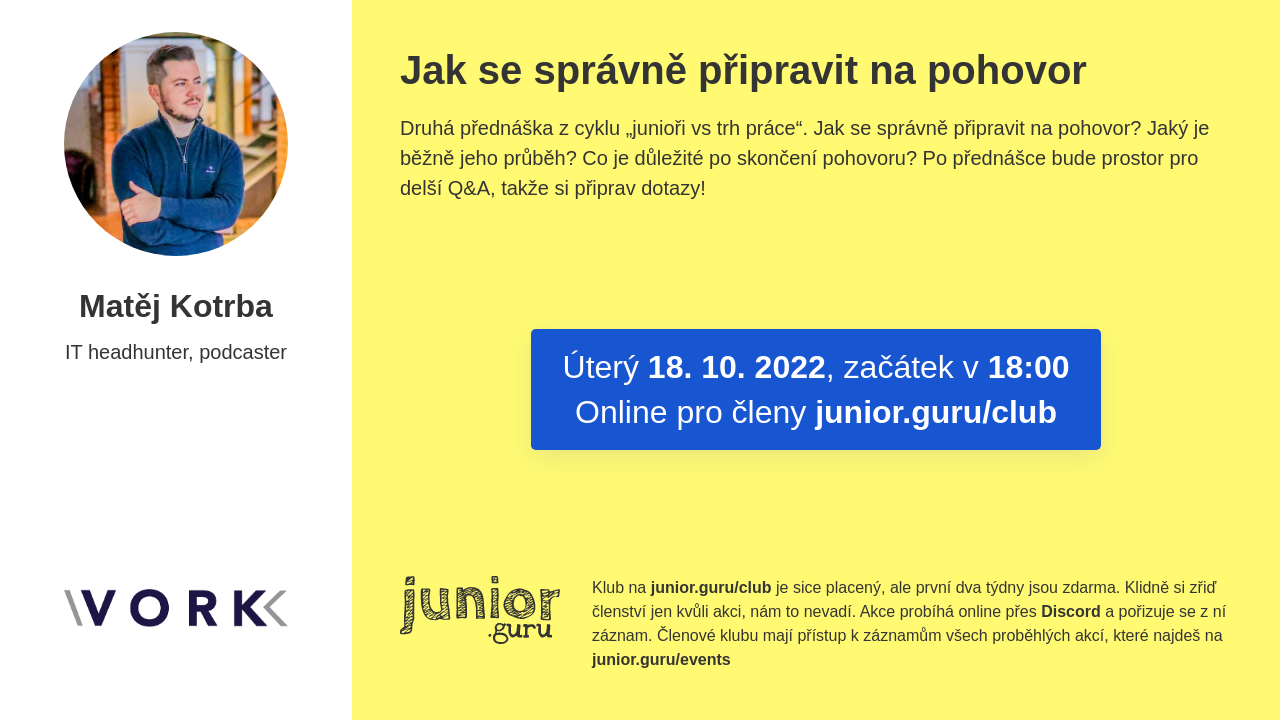 Matěj Kotrba
IT headhunter, podcaster
VORK
Jak se správně připravit na pohovor
Druhá přednáška z cyklu „junioři vs trh práce“. Jak se správně připravit na pohovor? Jaký je
běžně jeho průběh? Co je důležité po skončení pohovoru? Po přednášce bude prostor pro
delší Q&A, takže si připrav dotazy!
Úterý 18. 10. 2022, začátek v 18:00
Online pro členy junior.guru/club
junior
.guru
Klub na junior.guru/club je sice placený, ale první dva týdny jsou zdarma. Klidně si zřiď
členství jen kvůli akci, nám to nevadí. Akce probíhá online přes Discord a pořizuje se z ní
záznam. Členové klubu mají přístup k záznamům všech proběhlých akcí, které najdeš na
junior.guru/events